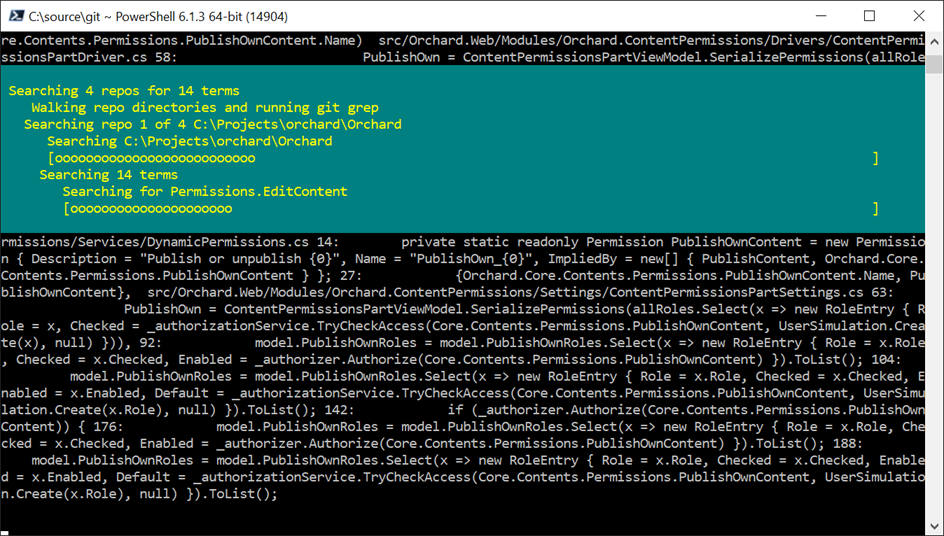 C:\source\git ~ PowerShell 6.1.3 64-bit (14904)
re.Contents.Permissions.PublishOwnContent.Name)  src/Orchard.Web/Modules/Orchard.ContentPermissions/Drivers/ContentPermi
ssionsPartDriver.cs 58:                        PublishOwn = ContentPermissionsPartViewModel.SerializePermissions(allRole
Searching 4 repos for 14 terms
Walking repo directories and running git grep
Searching repo 1 of 4 C:\Projects\orchard\Orchard
Searching C:\Projects\orchard\Orchard
[oooooooooooooooooooooooooo                                                                                ]
Searching 14 terms
Searching for Permissions.EditContent
[ooooooooooooooooooooo                                                                                   ]
rmissions/Services/DynamicPermissions.cs 14:        private static readonly Permission PublishOwnContent = new Permissio
n { Description = "Publish or unpublish {0}", Name = "PublishOwn_{0}", ImpliedBy = new[] { PublishContent, Orchard.Core.
Contents.Permissions.PublishOwnContent } }; 27:            {Orchard.Core.Contents.Permissions.PublishOwnContent.Name, Pu
blishOwnContent},  src/Orchard.Web/Modules/Orchard.ContentPermissions/Settings/ContentPermissionsPartSettings.cs 63:
PublishOwn = ContentPermissionsPartViewModel.SerializePermissions(allRoles.Select(x => new RoleEntry { R
ole = x, Checked = _authorizationService.TryCheckAccess(Core.Contents.Permissions.PublishOwnContent, UserSimulation.Crea
te(x), null) })), 92:            model.PublishOwnRoles = model.PublishOwnRoles.Select(x => new RoleEntry { Role = x.Role
, Checked = x.Checked, Enabled = _authorizer.Authorize(Core.Contents.Permissions.PublishOwnContent) }).ToList(); 104:
model.PublishOwnRoles = model.PublishOwnRoles.Select(x => new RoleEntry { Role = x.Role, Checked = x.Checked, E
nabled = x.Enabled, Default = _authorizationService.TryCheckAccess(Core.Contents.Permissions.PublishOwnContent, UserSimu
lation.Create(x.Role), null) }).ToList(); 142:            if (_authorizer.Authorize(Core.Contents.Permissions.PublishOwn
Content)) { 176:            model.PublishOwnRoles = model.PublishOwnRoles.Select(x => new RoleEntry { Role = x.Role, Che
cked = x.Checked, Enabled = _authorizer.Authorize(Core.Contents.Permissions.PublishOwnContent) }).ToList(); 188:
model.PublishOwnRoles = model.PublishOwnRoles.Select(x => new RoleEntry { Role = x.Role, Checked = x.Checked, Enable
d = x.Enabled, Default = _authorizationService.TryCheckAccess(Core.Contents.Permissions.PublishOwnContent, UserSimulatio
n.Create(x.Role), null) }).ToList();